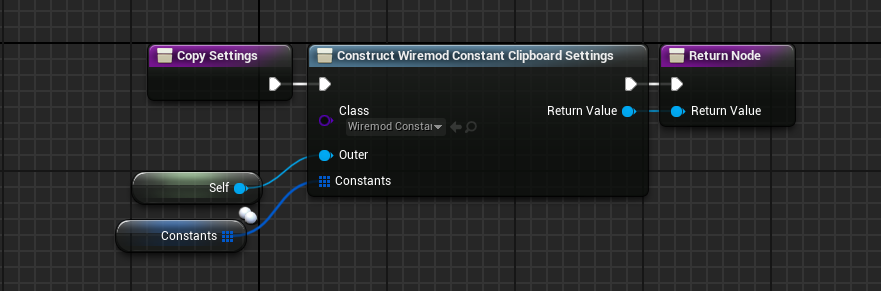 Copy Settings
Construct Wiremod Constant Clipboard Settings
Return Node
Class
Wiremod Constar
Return Value
Return Value
Outer
Constants
Self
Constants